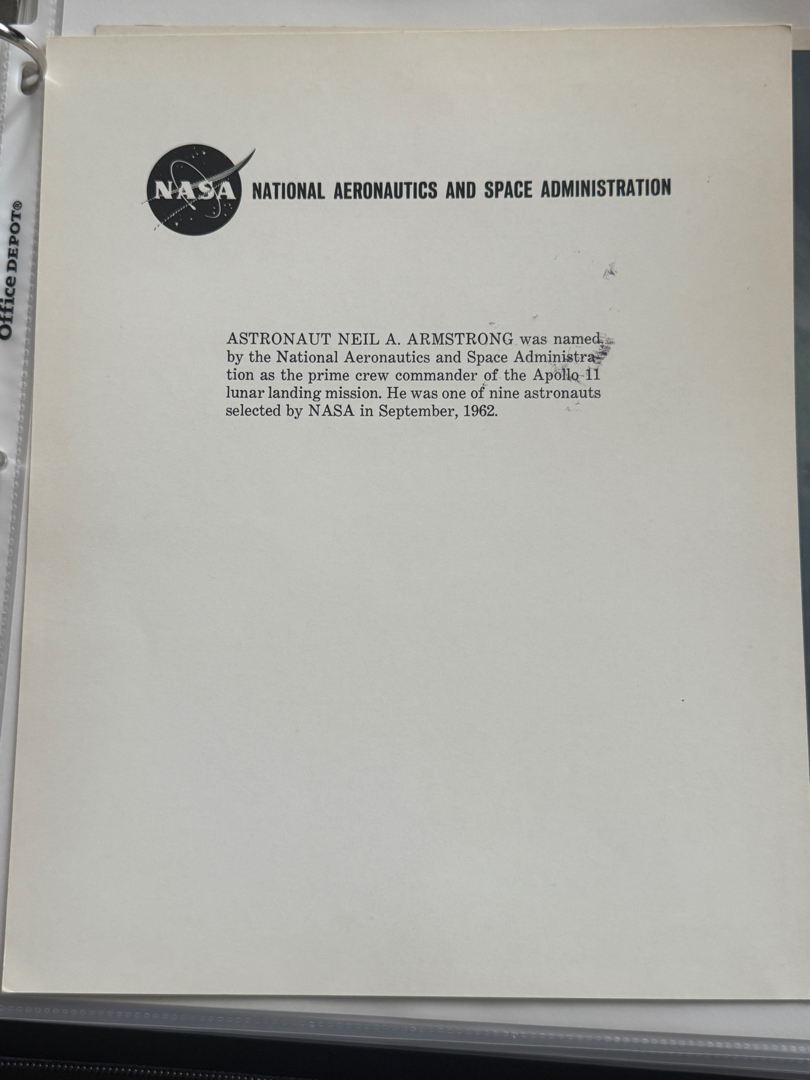 Office DEPOT®
NASA NATIONAL AERONAUTICS AND SPACE ADMINISTRATION
ASTRONAUT NEIL A. ARMSTRONG was named
by the National Aeronautics and Space Administra-
tion as the prime crew commander of the Apollo 11
lunar landing mission. He was one of nine astronauts
selected by NASA in September, 1962.